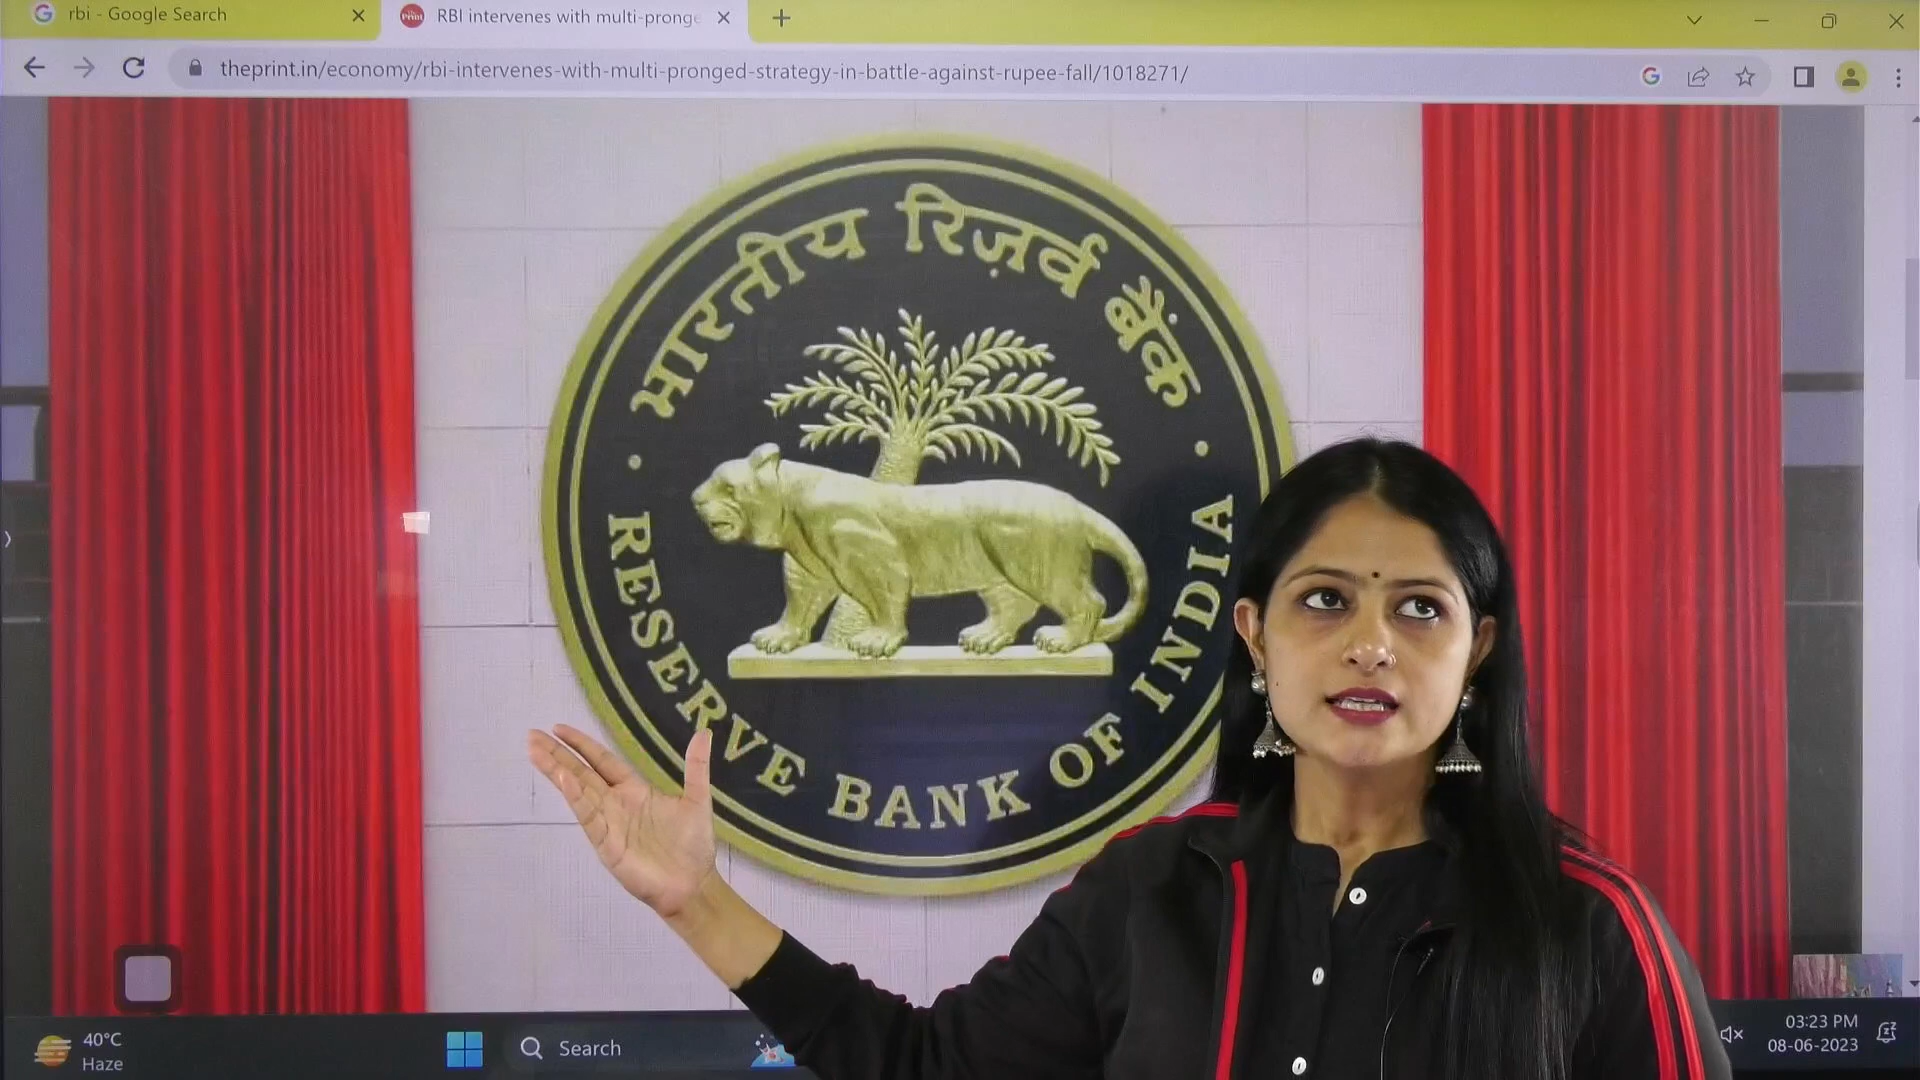 rbi - Google Search
RBI intervenes with multi-pronge
theprint.in/economy/rbi-intervenes-with-multi-pronged-strategy-in-battle-against-rupee-fall/1018271/
भारतीय रिज़र्व बैंक
RESERVE BANK OF INDIA
40°C
Haze
Search
03:23 PM
08-06-2023